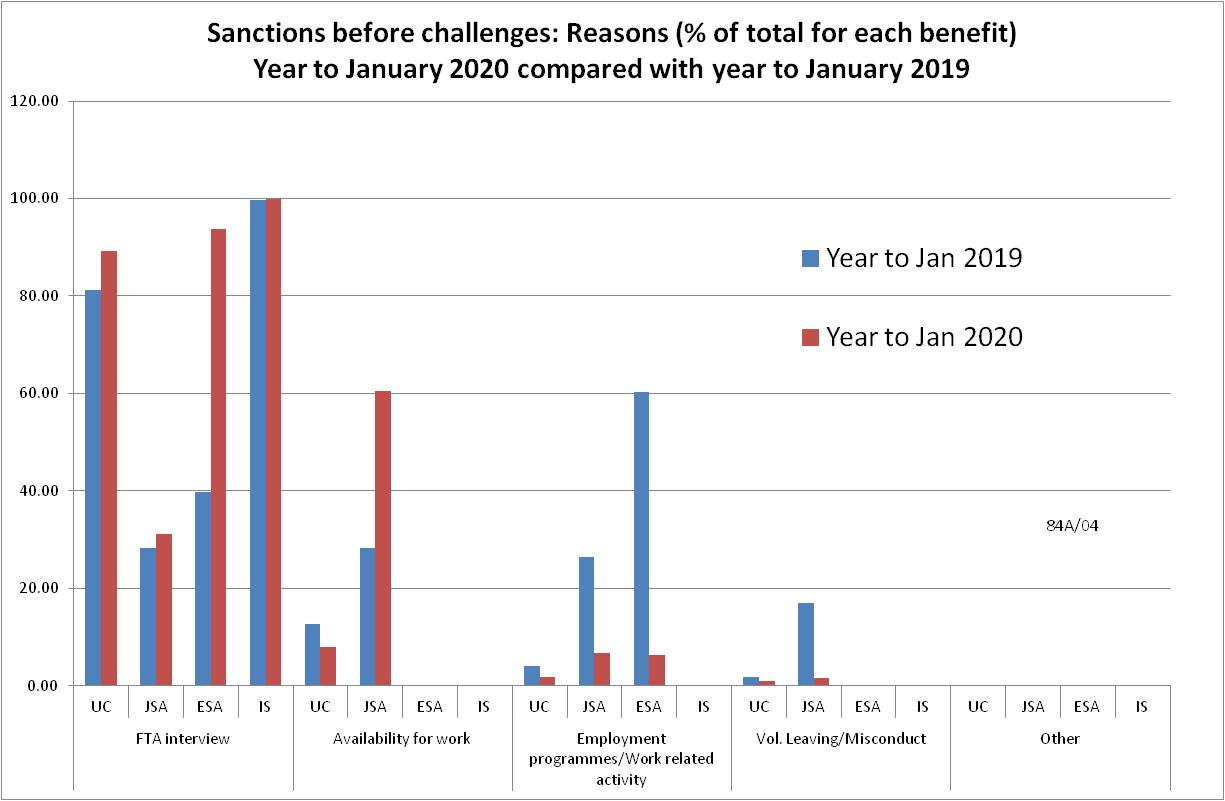 Sanctions before challenges: Reasons (% of total for each benefit)
Year to January 2020 compared with year to January 2019
120.00
100.00
80.00
60.00
40.00
20.00
0.00
Year to Jan 2019
Year to Jan 2020
84A/04
UC JSA ESA IS UC JSA ESA IS UC JSA ESA IS UC JSA ESA IS UC JSA ESA IS
FTA interview Availability for work Employment Vol. Leaving/Misconduct Other
programmes/Work related
activity